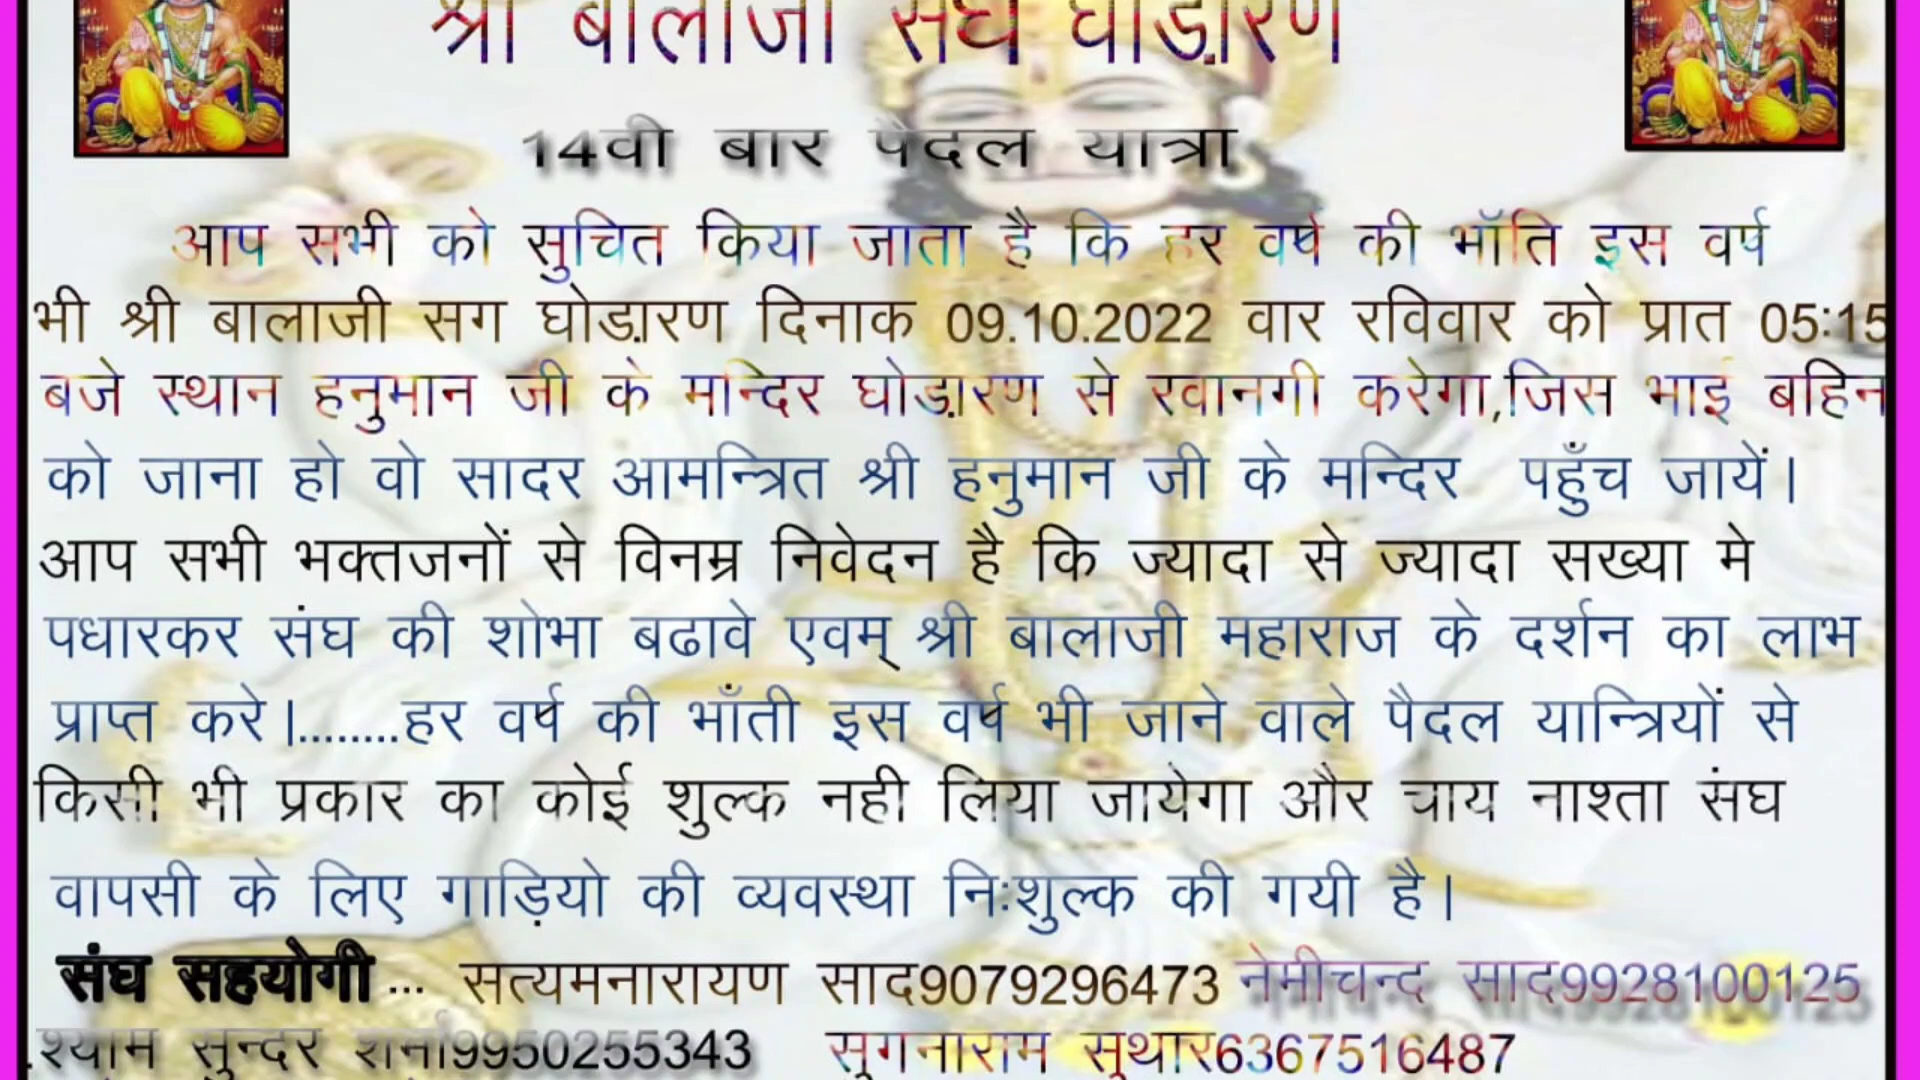 श्री बालाजी संघ घोडा़रण
14वी बार पैदल यात्रा
आप सभी को सुचित किया जाता है कि हर वर्ष की भॉति इस वर्ष
भी श्री बालाजी सग घोडा़रण दिनाक 09.10.2022 वार रविवार को प्रात 05:15
बजे स्थान हनुमान जी के मन्दिर घोडा़रण से रवानगी करेगा,जिस भाई बहिन
को जाना हो वो सादर आमन्त्रित श्री हनुमान जी के मन्दिर पहुँच जायें।
आप सभी भक्तजनों से विनम्र निवेदन है कि ज्यादा से ज्यादा सख्या मे
पधारकर संघ की शोभा बढावे एवम् श्री बालाजी महाराज के दर्शन का लाभ
प्राप्त करे।........हर वर्ष की भाँती इस वर्ष भी जाने वाले पैदल यान्त्रियों से
किसी भी प्रकार का कोई शुल्क नही लिया जायेगा और चाय नाश्ता संघ
वापसी के लिए गाड़ियो की व्यवस्था निःशुल्क की गयी है।
संघ सहयोगी... सत्यमनारायण साद9079296473 नेमीचन्द साद9928100125
.श्याम सुन्दर शर्मा9950255343 सुगनाराम सुथार6367516487